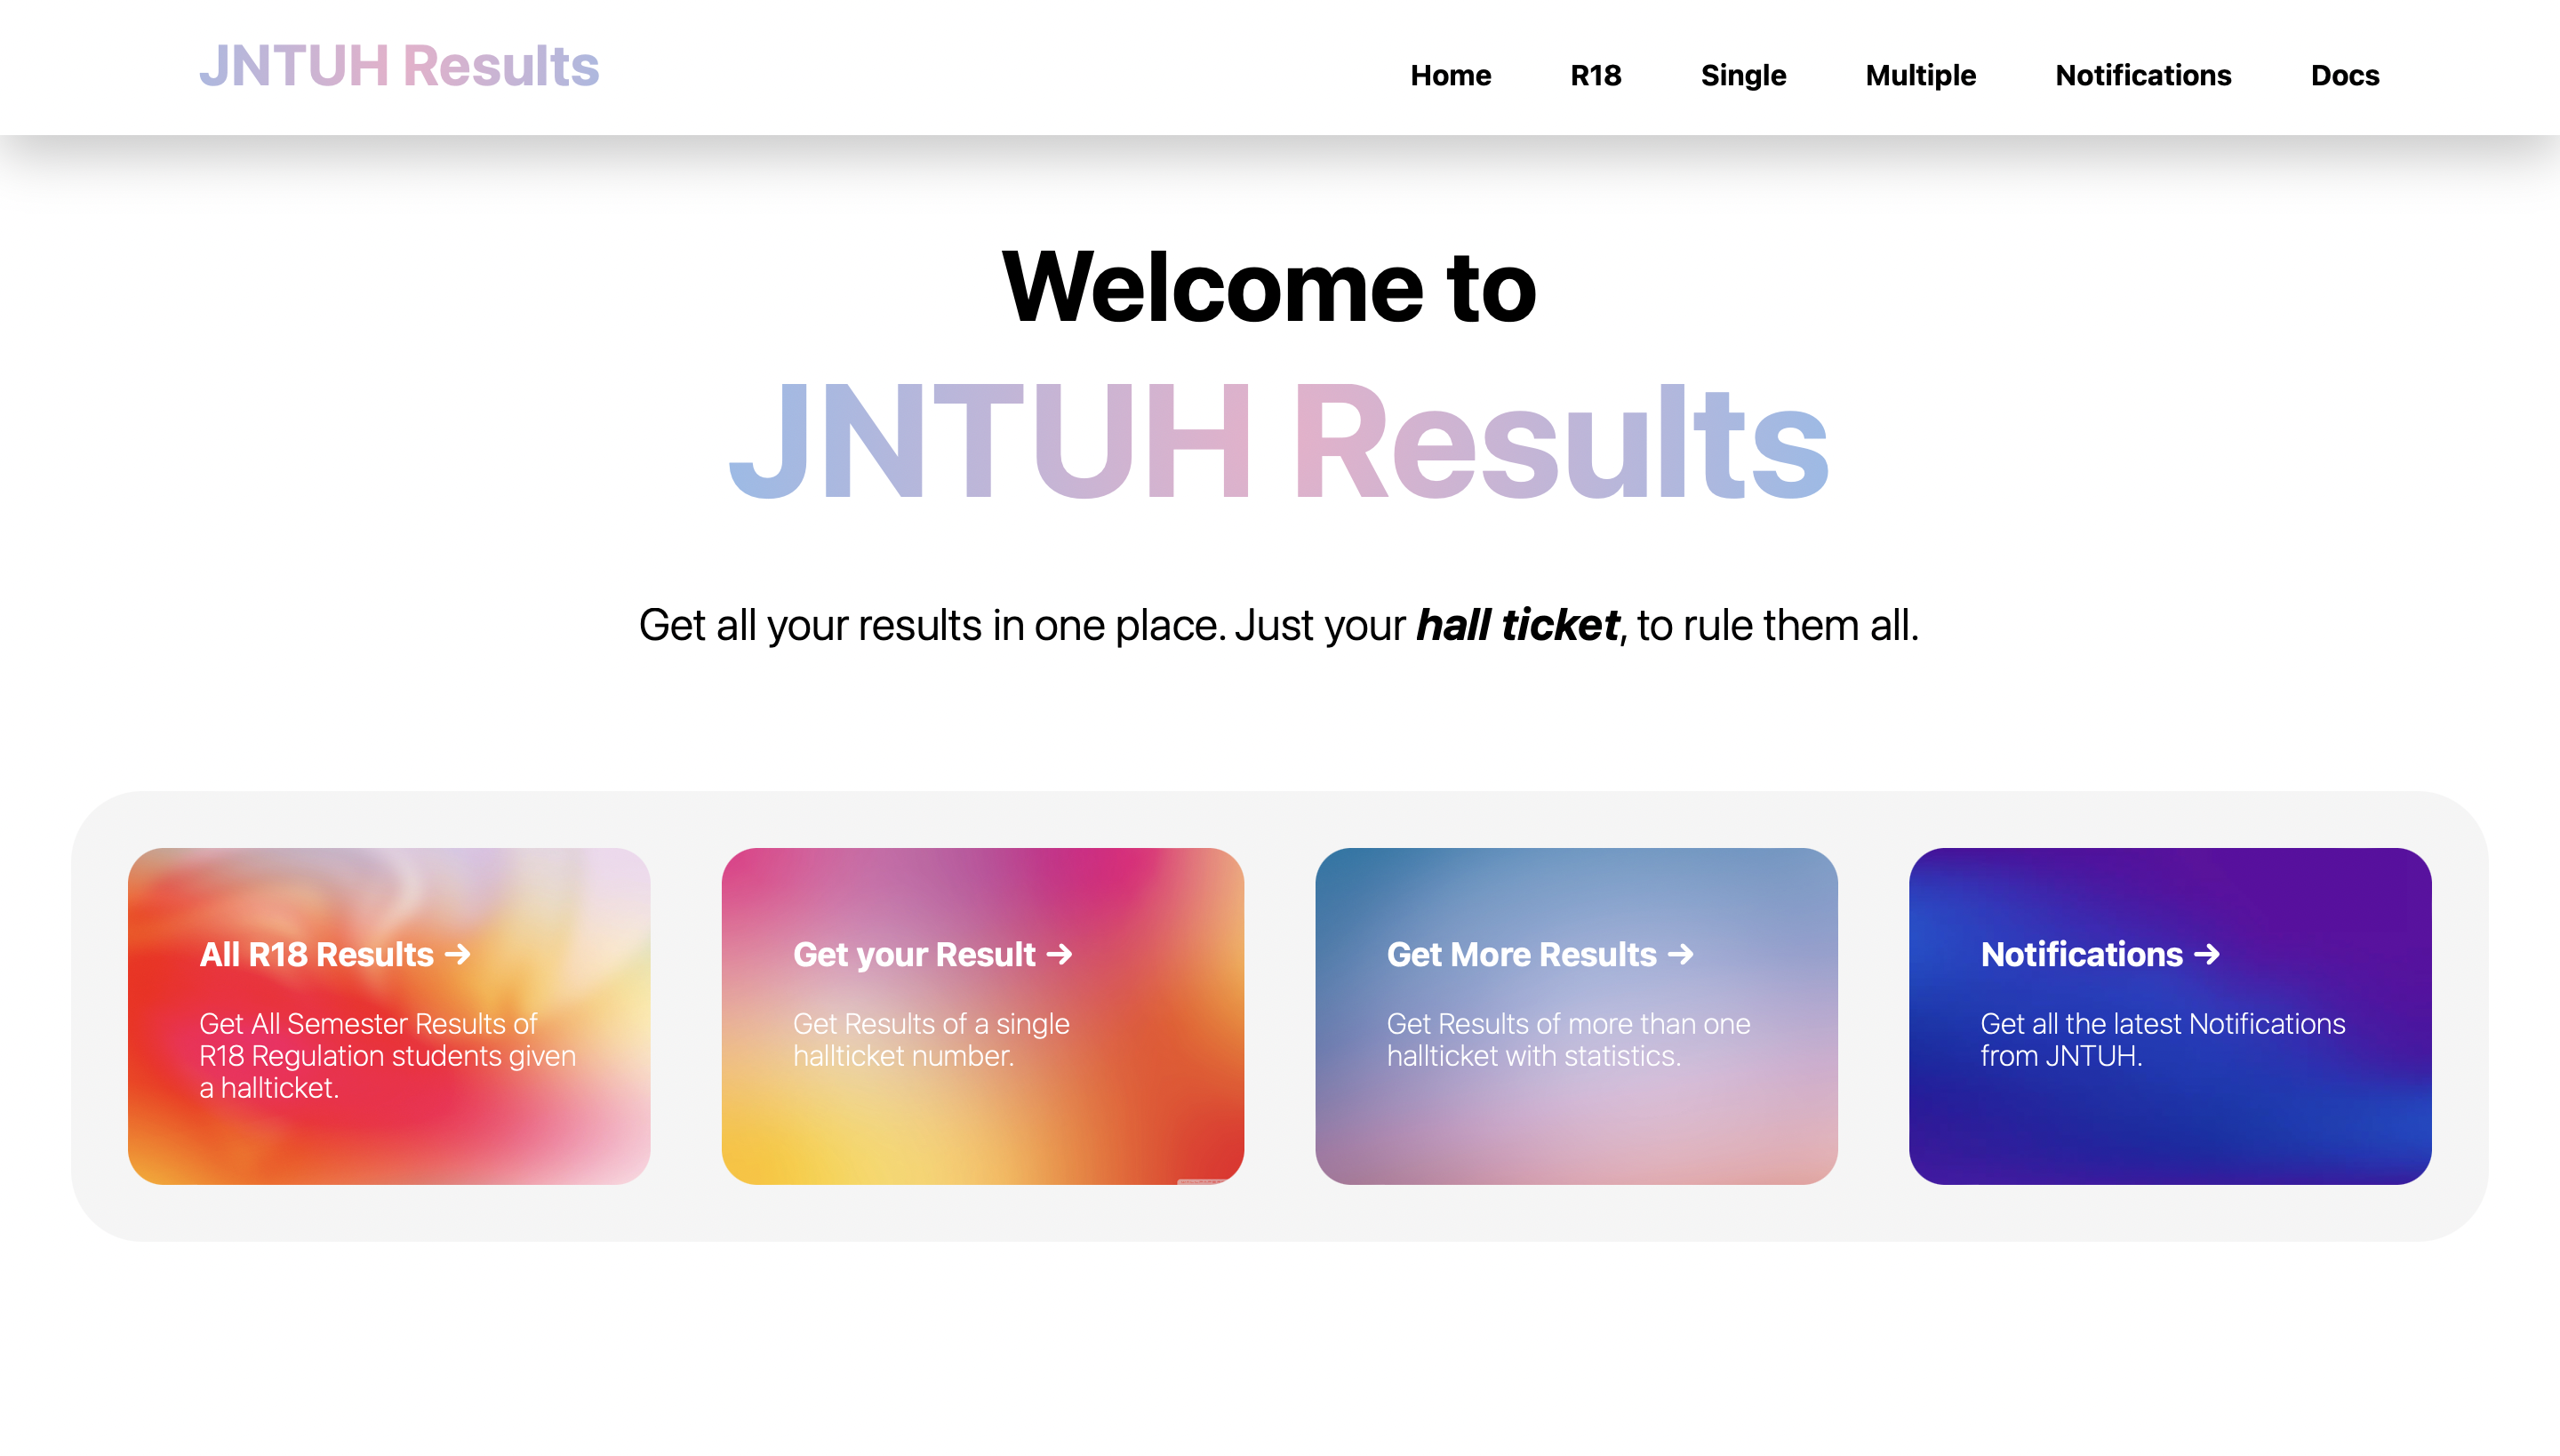 JNTUH Results
Home
R18
Single
Multiple
Notifications
Docs
Welcome to
JNTUH Results
Get all your results in one place. Just your hall ticket, to rule them all.
All R18 Results →
Get All Semester Results of
R18 Regulation students given
a hallticket.
Get your Result →
Get Results of a single
hallticket number.
Get More Results →
Get Results of more than one
hallticket with statistics.
Notifications →
Get all the latest Notifications
from JNTUH.